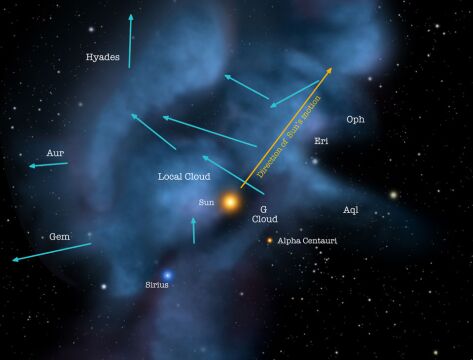 Hyades
Oph
Direction of Sun's motion
Eri
Aur
Local Cloud
Sun
G
Cloud
Aql
Gem
Alpha Centauri
Sirius